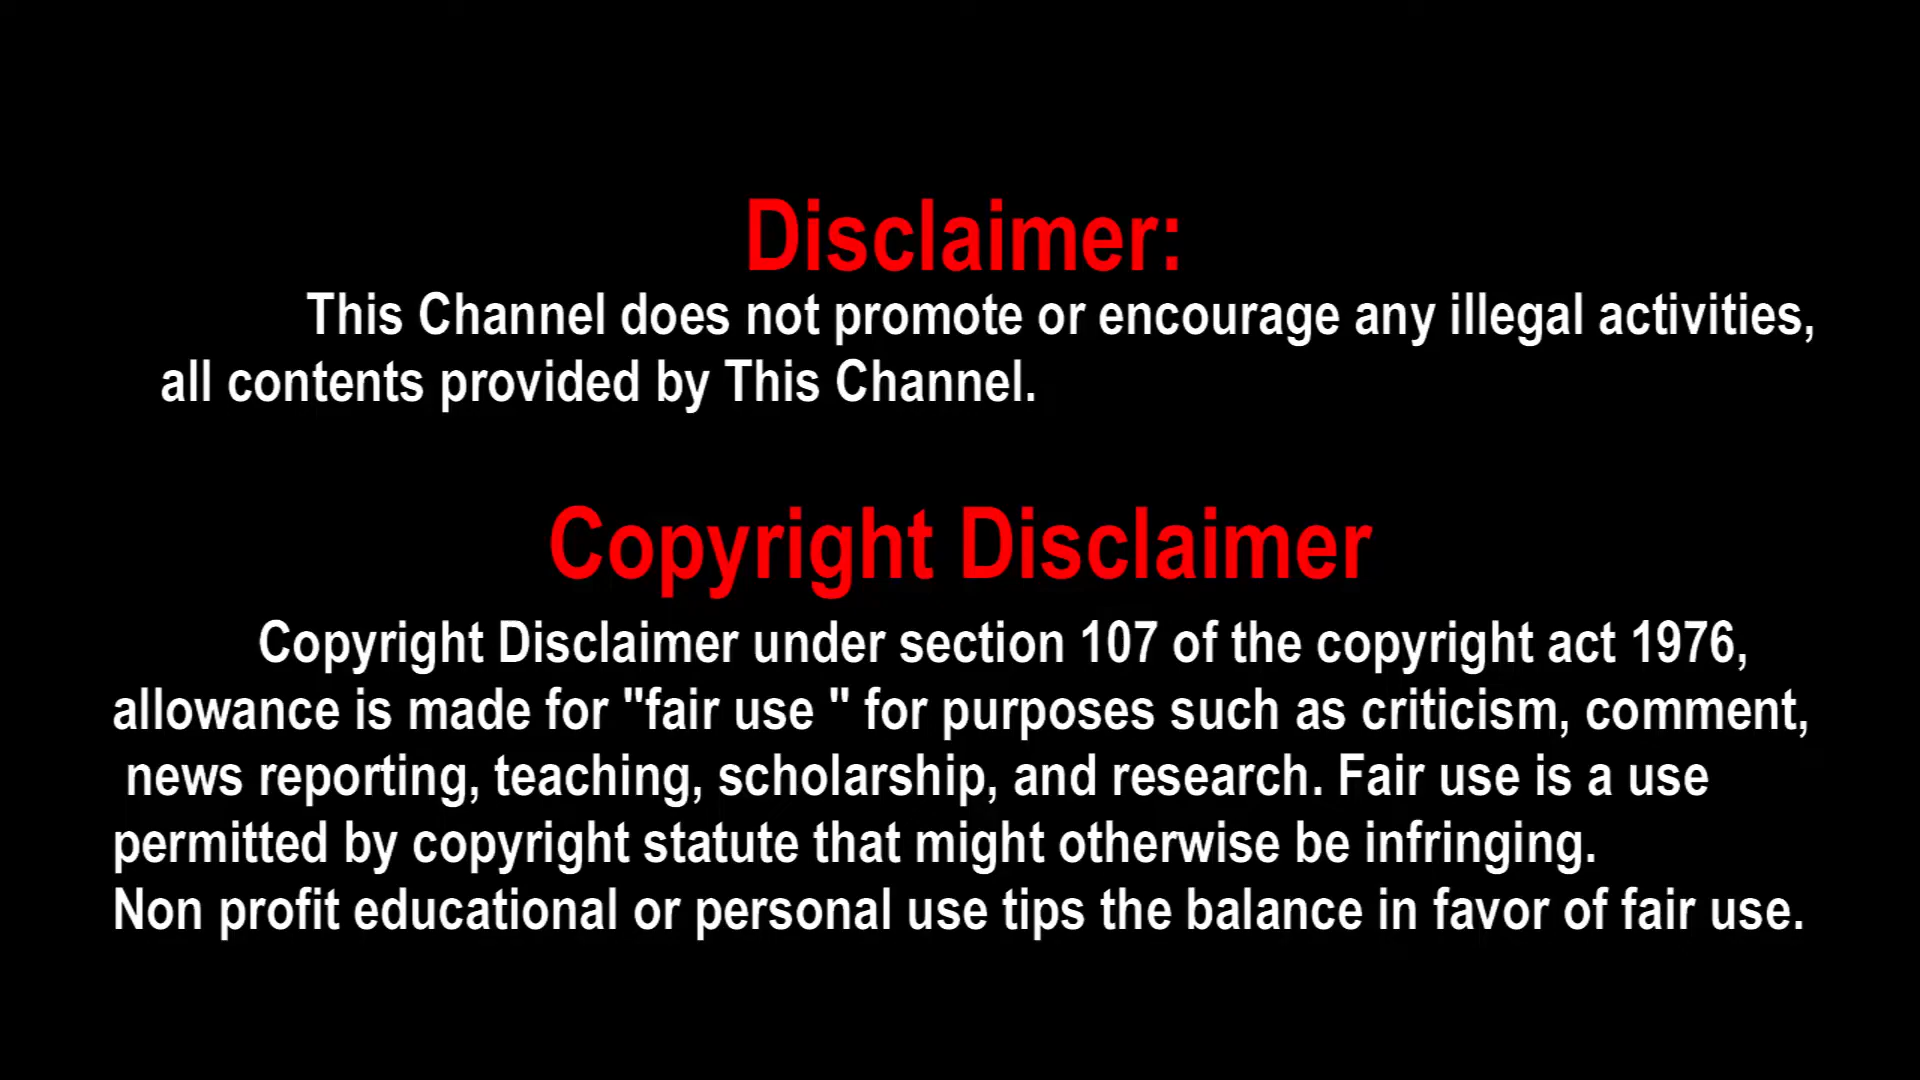 Disclaimer:
This Channel does not promote or encourage any illegal activities,
all contents provided by This Channel.
Copyright Disclaimer
Copyright Disclaimer under section 107 of the copyright act 1976,
allowance is made for "fair use " for purposes such as criticism, comment,
news reporting, teaching, scholarship, and research. Fair use is a use
permitted by copyright statute that might otherwise be infringing.
Non profit educational or personal use tips the balance in favor of fair use.